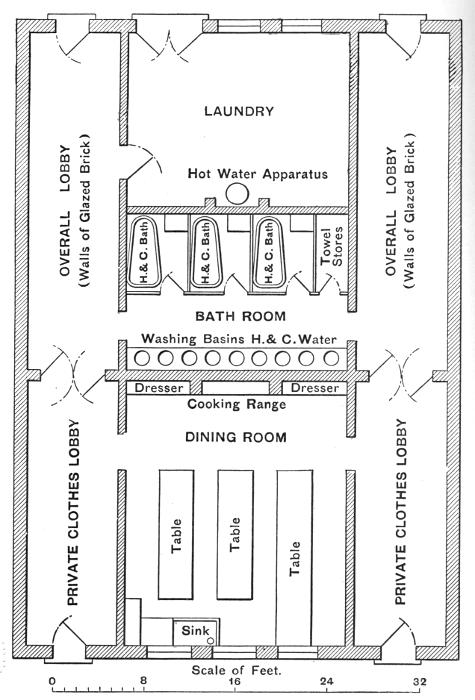 LAUNDRY
Hot Water Apparatus
OVERALL LOBBY
(Walls of Glazed Brick)
OVERALL LOBBY
(Walls of Glazed Brick)
H.& C. Bath
H.& C. Bath
H.& C. Bath
Towel
Stores
BATH ROOM
Washing Basins H.& C.Water
Dresser
Dresser
Cooking Range
DINING ROOM
PRIVATE CLOTHES LOBBY
PRIVATE CLOTHES LOBBY
Table
Table
Table
Sink
Scale of Feet.
0 8 16 24 32